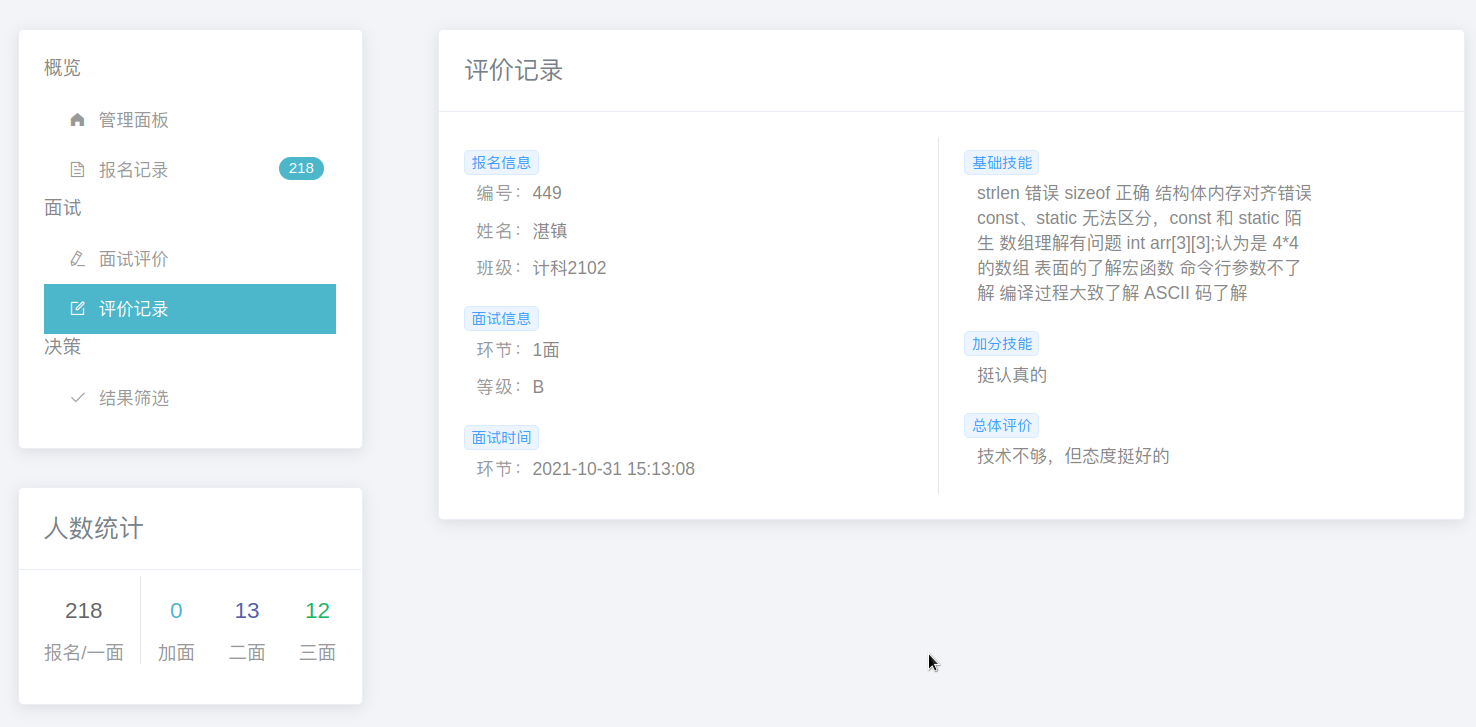 概览
管理面板
报名记录 218
面试
面试评价
评价记录
决策
结果筛选
人数统计
218 0 13 12
报名/一面 加面 二面 三面
评价记录
报名信息
编号： 449
姓名： 湛镇
班级： 计科2102
面试信息
环节： 1面
等级： B
面试时间
环节： 2021-10-31 15:13:08
基础技能
strlen 错误 sizeof 正确 结构体内存对齐错误
const、static 无法区分，const 和 static 陌
生 数组理解有问题 int arr[3][3];认为是 4*4
的数组 表面的了解宏函数 命令行参数不了
解 编译过程大致了解 ASCII 码了解
加分技能
挺认真的
总体评价
技术不够，但态度挺好的